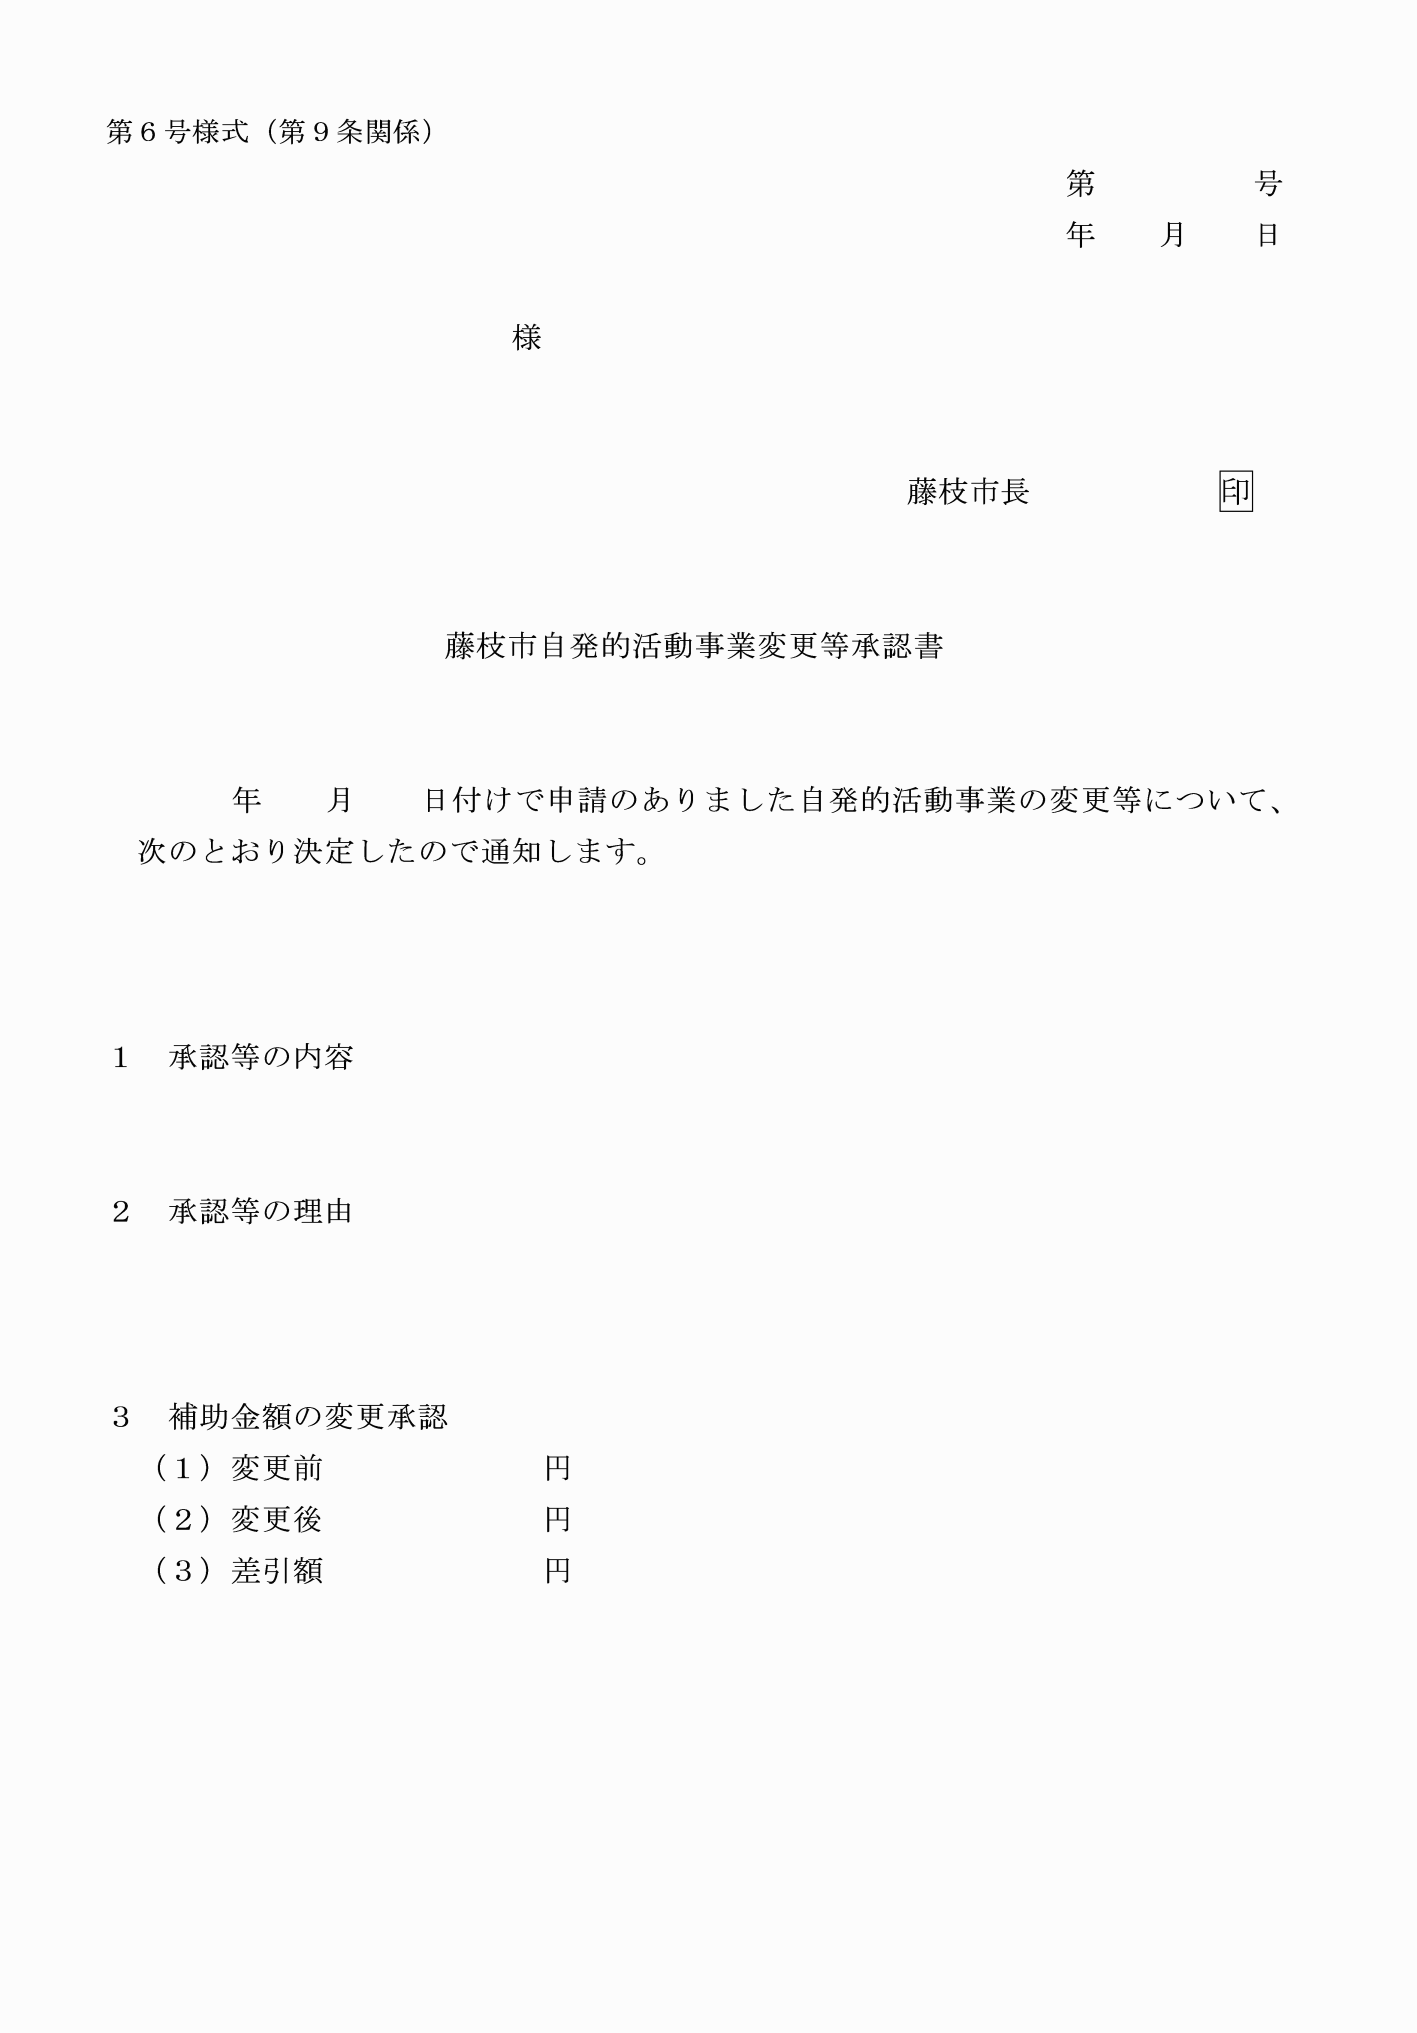 第６号様式（第９条関係）
第　　　　　号
年　　月　　日
様
藤枝市長　　　　　　印
藤枝市自発的活動事業変更等承認書
年　　月　　日付けで申請のありました自発的活動事業の変更等について、
次のとおり決定したので通知します。
１　承認等の内容
２　承認等の理由
３　補助金額の変更承認
（１）変更前　　　　　　　円
（２）変更後　　　　　　　円
（３）差引額　　　　　　　円